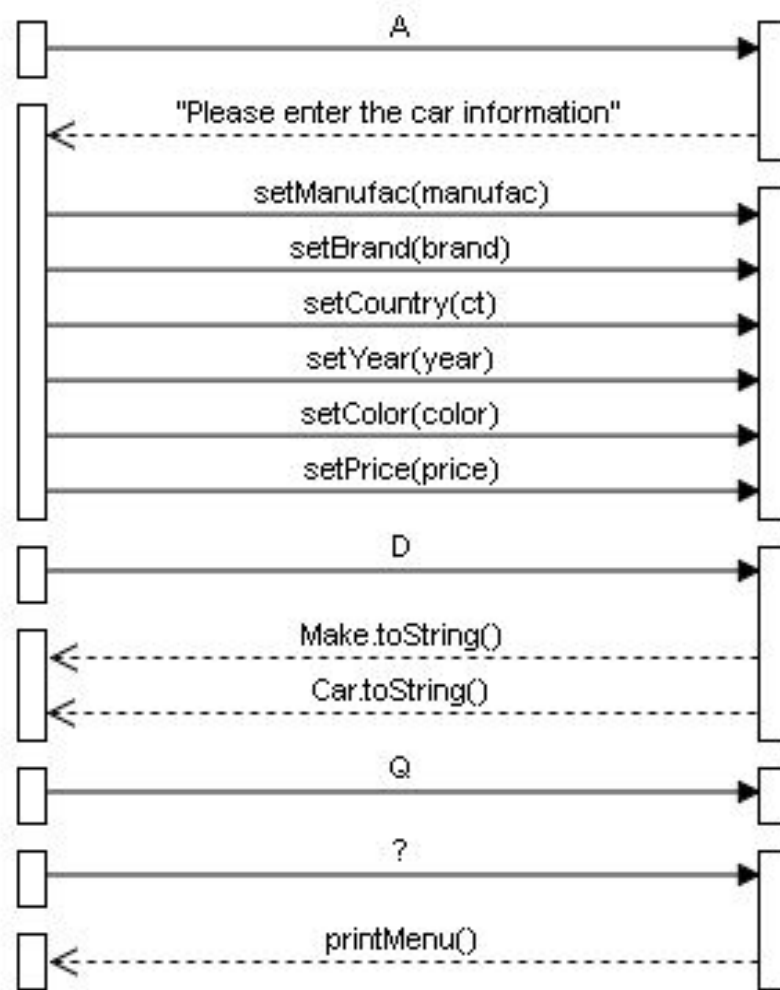 A
"Please enter the car information"
setManufac(manufac)
setBrand(brand)
setCountry(ct)
setYear(year)
setColor(color)
setPrice(price)
D
Make.toString()
Car.toString()
Q
?
printMenu()